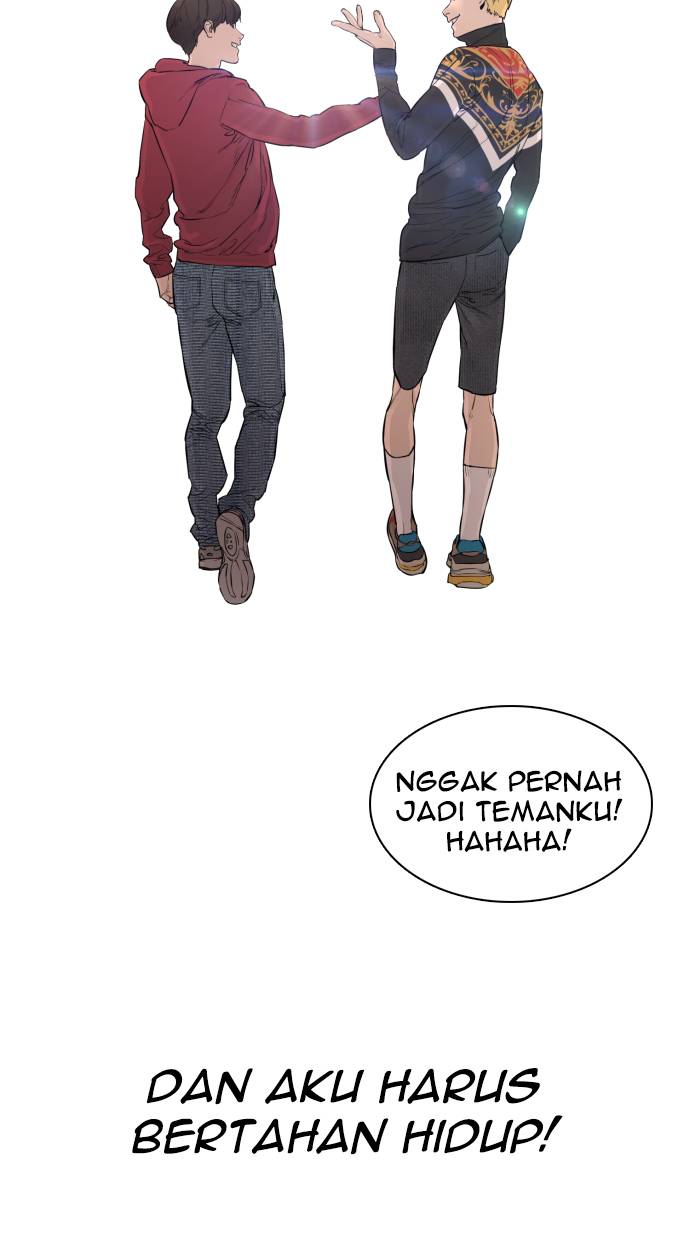 NGGAK PERNAH
JADI TEMANKU!
HAHAHA!
DAN AKU HARUS
BERTAHAN HIDUP!